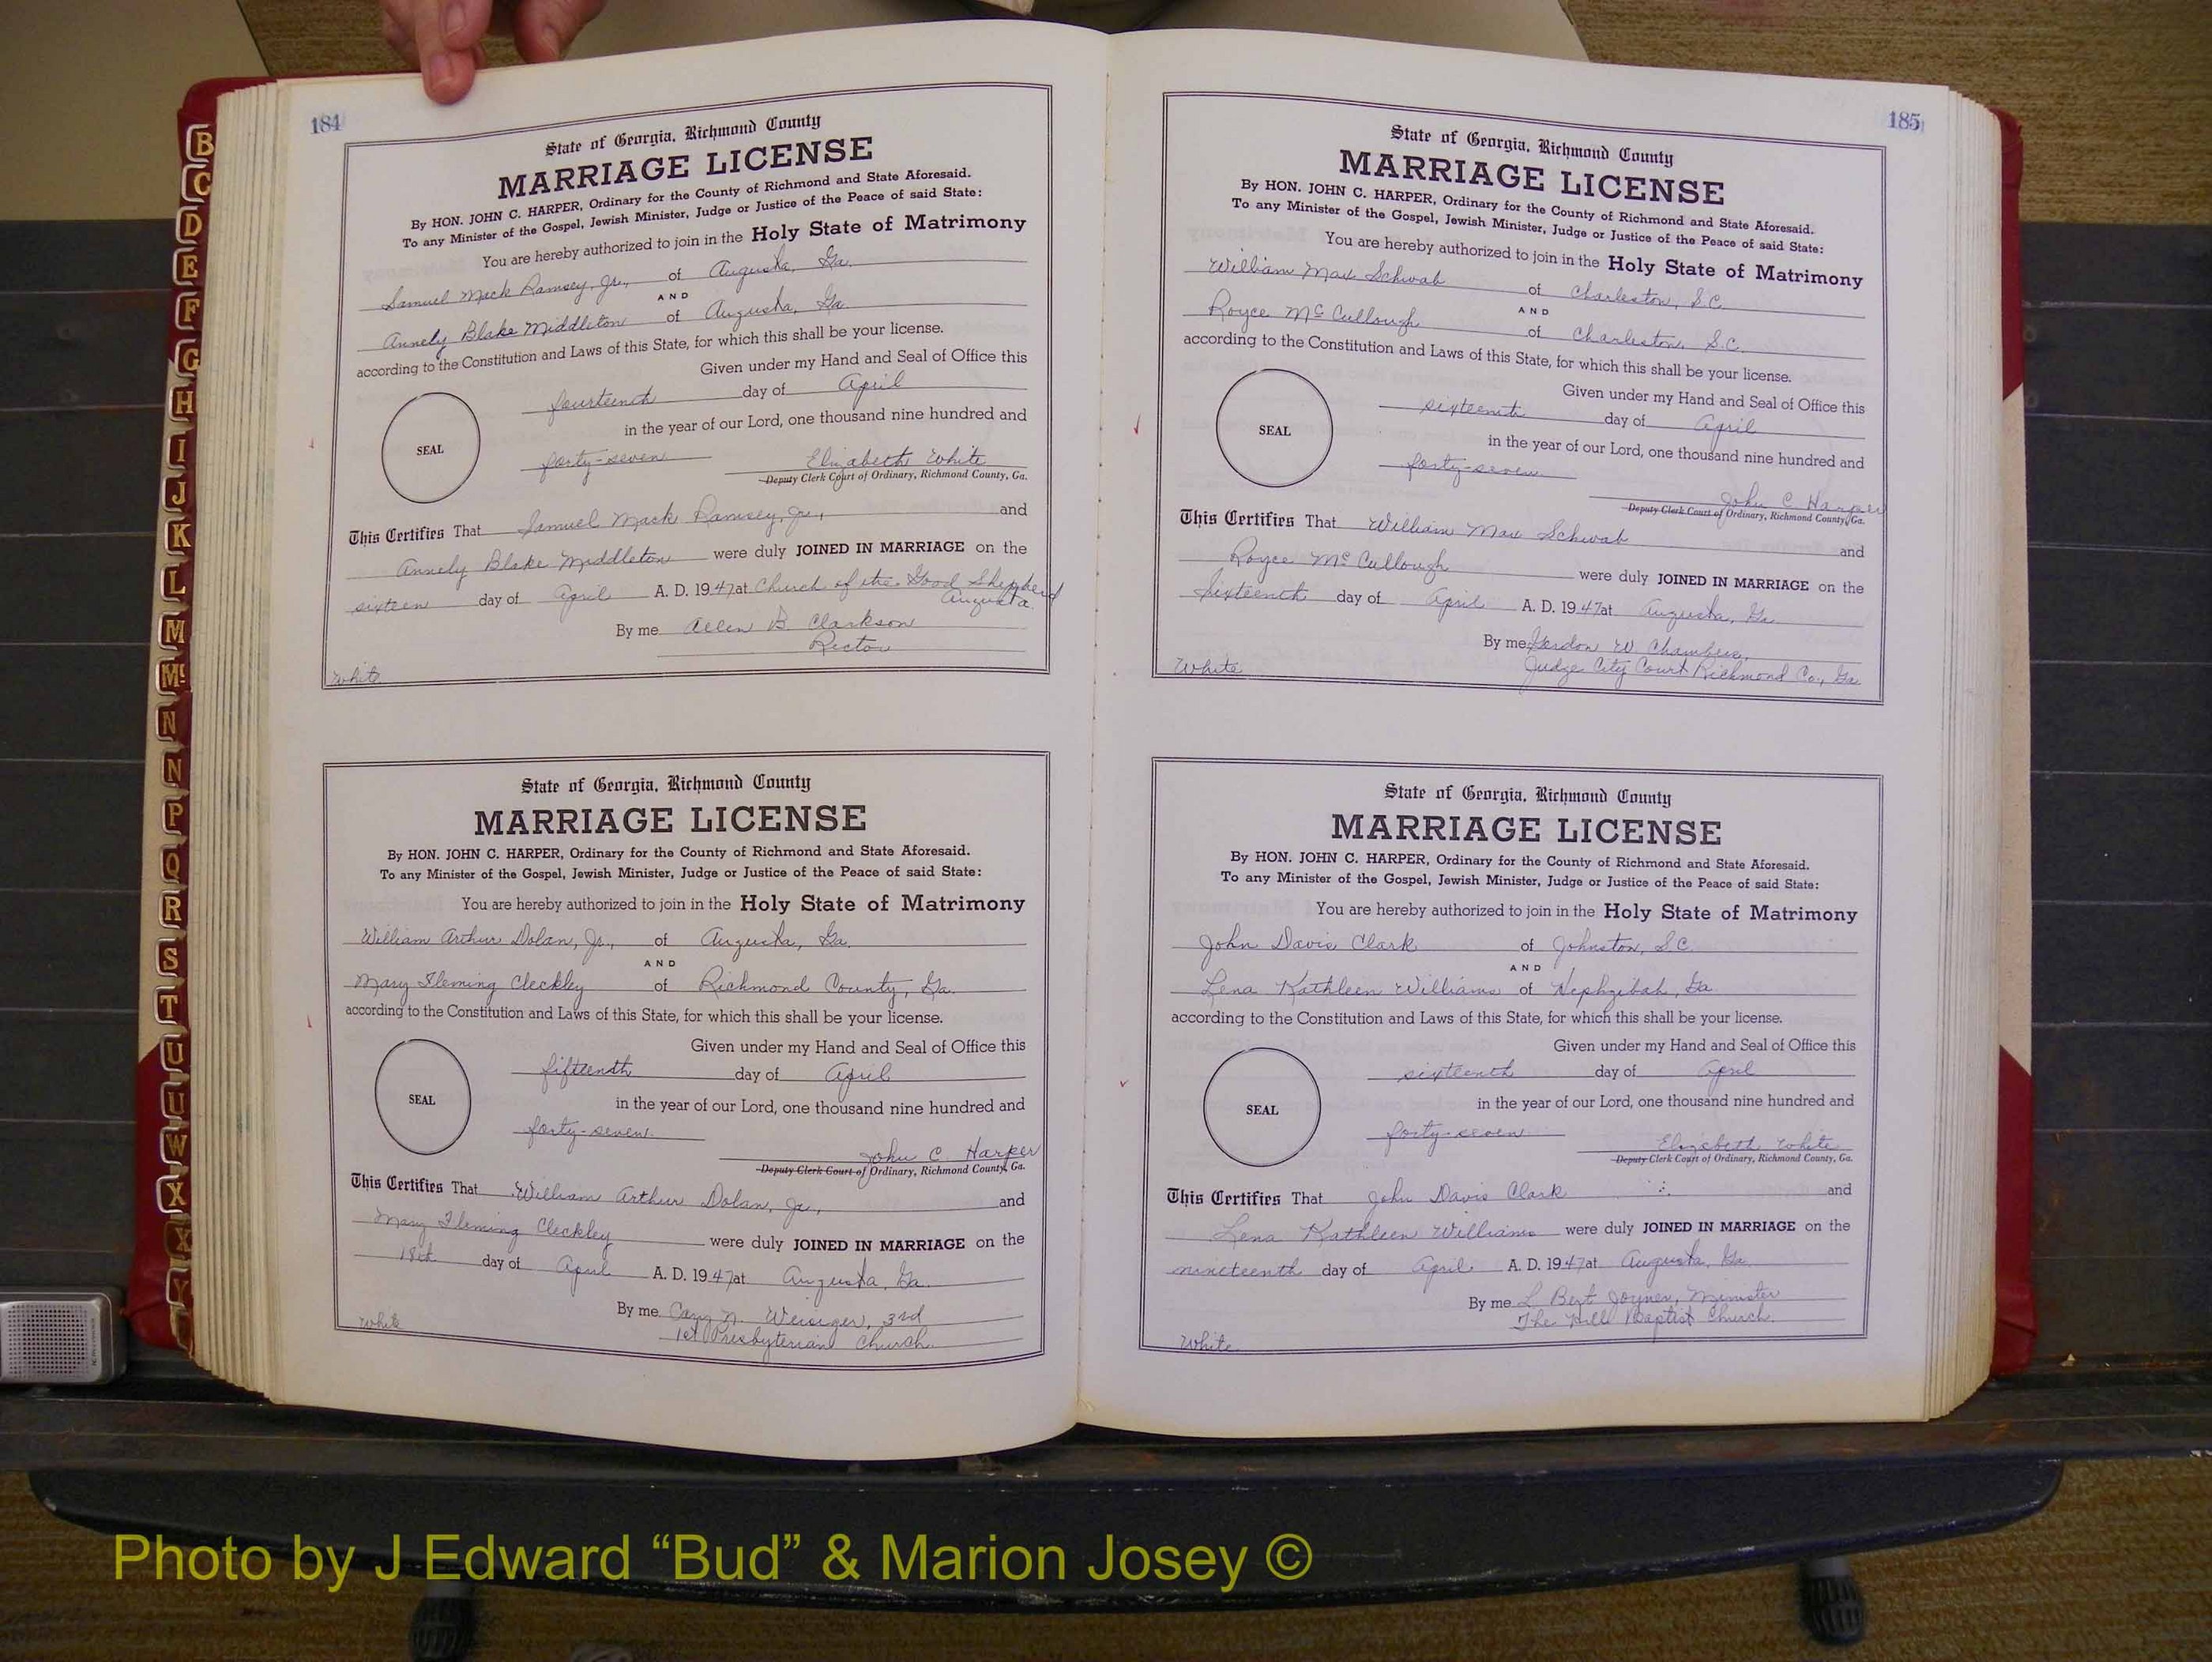 184
State of Georgia, Richmond County
MARRIAGE LICENSE
By HON. JOHN C. HARPER, Ordinary for the County of Richmond and State Aforesaid.
To any Minister of the Gospel, Jewish Minister, Judge or Justice of the Peace of said State:
You are hereby authorized to join in the Holy State of Matrimony
Samuel Mack Ramsey, Jr., of Augusta, Ga.
AND
Annely Blake Middleton of Augusta, Ga.
according to the Constitution and Laws of this State, for which this shall be your license.
Given under my Hand and Seal of Office this
fourteenth day of April
in the year of our Lord, one thousand nine hundred and
SEAL
forty-seven Elizabeth White
Deputy Clerk Court of Ordinary, Richmond County, Ga.
This Certifies That Samuel Mack Ramsey, Jr., and
Annely Blake Middleton were duly JOINED IN MARRIAGE on the
sixteen day of April A. D. 1947 at Church of the Good Shepherd
Augusta.
By me Allen B. Clarkson
Rector
White
State of Georgia, Richmond County
MARRIAGE LICENSE
By HON. JOHN C. HARPER, Ordinary for the County of Richmond and State Aforesaid.
To any Minister of the Gospel, Jewish Minister, Judge or Justice of the Peace of said State:
You are hereby authorized to join in the Holy State of Matrimony
William Arthur Dolan, Jr., of Augusta, Ga.
AND
Mary Fleming Cleckley of Richmond County, Ga.
according to the Constitution and Laws of this State, for which this shall be your license.
Given under my Hand and Seal of Office this
fifteenth day of April
SEAL
in the year of our Lord, one thousand nine hundred and
forty-seven.
John C. Harper
Deputy Clerk Court of Ordinary, Richmond County, Ga.
This Certifies That William Arthur Dolan, Jr., and
Mary Fleming Cleckley were duly JOINED IN MARRIAGE on the
18th day of April A. D. 1947 at Augusta, Ga.
By me Cary N. Weisiger, 3rd
1st Presbyterian Church.
White
185
State of Georgia, Richmond County
MARRIAGE LICENSE
By HON. JOHN C. HARPER, Ordinary for the County of Richmond and State Aforesaid.
To any Minister of the Gospel, Jewish Minister, Judge or Justice of the Peace of said State:
You are hereby authorized to join in the Holy State of Matrimony
William Max Schwab of Charleston, S.C.
AND
Royce McCullough of Charleston, S.C.
according to the Constitution and Laws of this State, for which this shall be your license.
Given under my Hand and Seal of Office this
sixteenth day of April
SEAL
in the year of our Lord, one thousand nine hundred and
forty-seven
John C. Harper
Deputy Clerk Court of Ordinary, Richmond County, Ga.
This Certifies That William Max Schwab and
Royce McCullough were duly JOINED IN MARRIAGE on the
Sixteenth day of April A. D. 1947 at Augusta, Ga.
By me Gordon W. Chambers,
Judge City Court Richmond Co., Ga.
White
State of Georgia, Richmond County
MARRIAGE LICENSE
By HON. JOHN C. HARPER, Ordinary for the County of Richmond and State Aforesaid.
To any Minister of the Gospel, Jewish Minister, Judge or Justice of the Peace of said State:
You are hereby authorized to join in the Holy State of Matrimony
John Davis Clark of Johnston, S.C.
AND
Lena Kathleen Williams of Hephzibah, Ga.
according to the Constitution and Laws of this State, for which this shall be your license.
Given under my Hand and Seal of Office this
sixteenth day of April
SEAL
in the year of our Lord, one thousand nine hundred and
forty-seven
Elizabeth White
Deputy Clerk Court of Ordinary, Richmond County, Ga.
This Certifies That John Davis Clark and
Lena Kathleen Williams were duly JOINED IN MARRIAGE on the
nineteenth day of April A. D. 1947 at Augusta, Ga.
By me L. Bert Joyner, Minister
The Hill Baptist Church.
White
B
C
D
E
F
G
H
I
J
K
L
M
Mc
N
N
P
Q
R
S
T
U
U
W
X
X
Y
Photo by J Edward “Bud” & Marion Josey ©